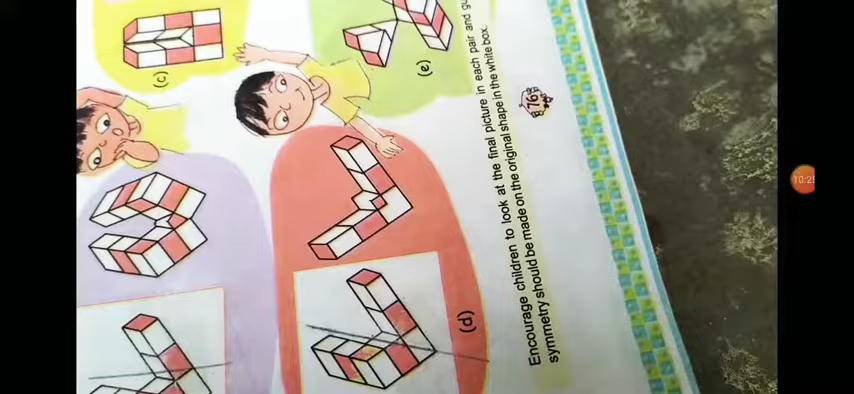 (c)
(e)
(d)
Encourage children to look at the final picture in each pair and
symmetry should be made on the original shape in the white box.
76